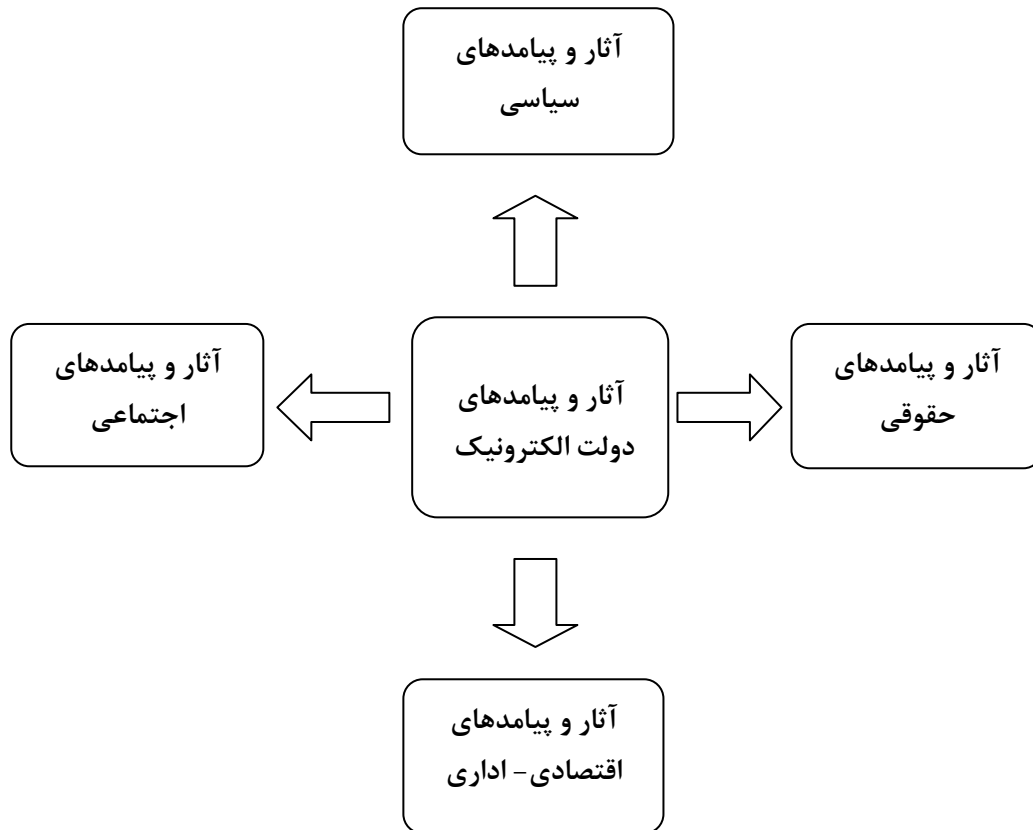 آثار و پیامدهای
سیاسی
آثار و پیامدهای
حقوقی
آثار و پیامدهای
دولت الکترونیک
آثار و پیامدهای
اجتماعی
آثار و پیامدهای
اقتصادی- اداری